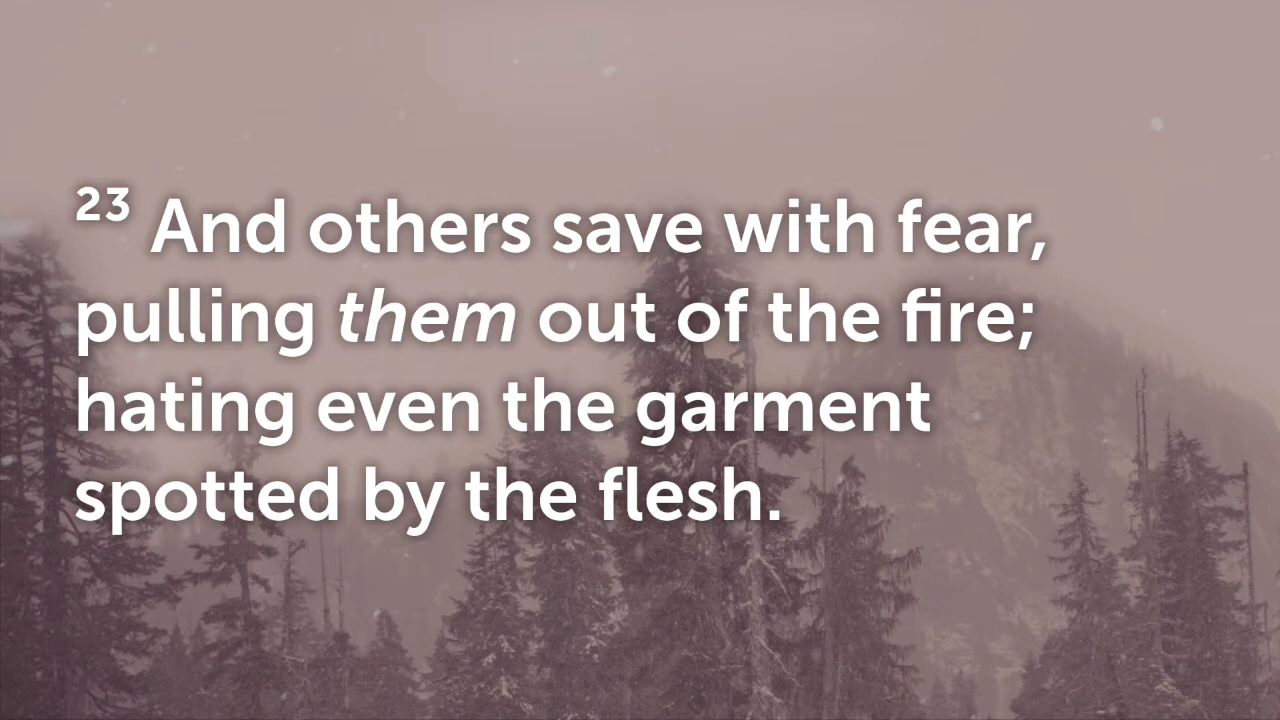 23 And others save with fear,
pulling them out of the fire;
hating even the garment
spotted by the flesh.